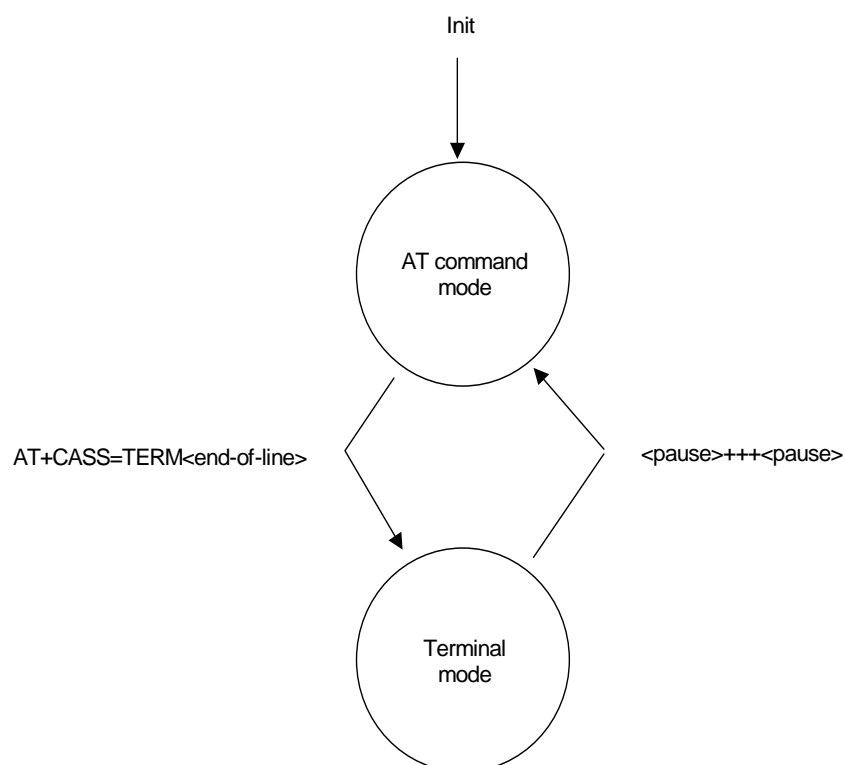 Init
AT command
mode
AT+CASS=TERM<end-of-line>
<pause>+++<pause>
Terminal
mode